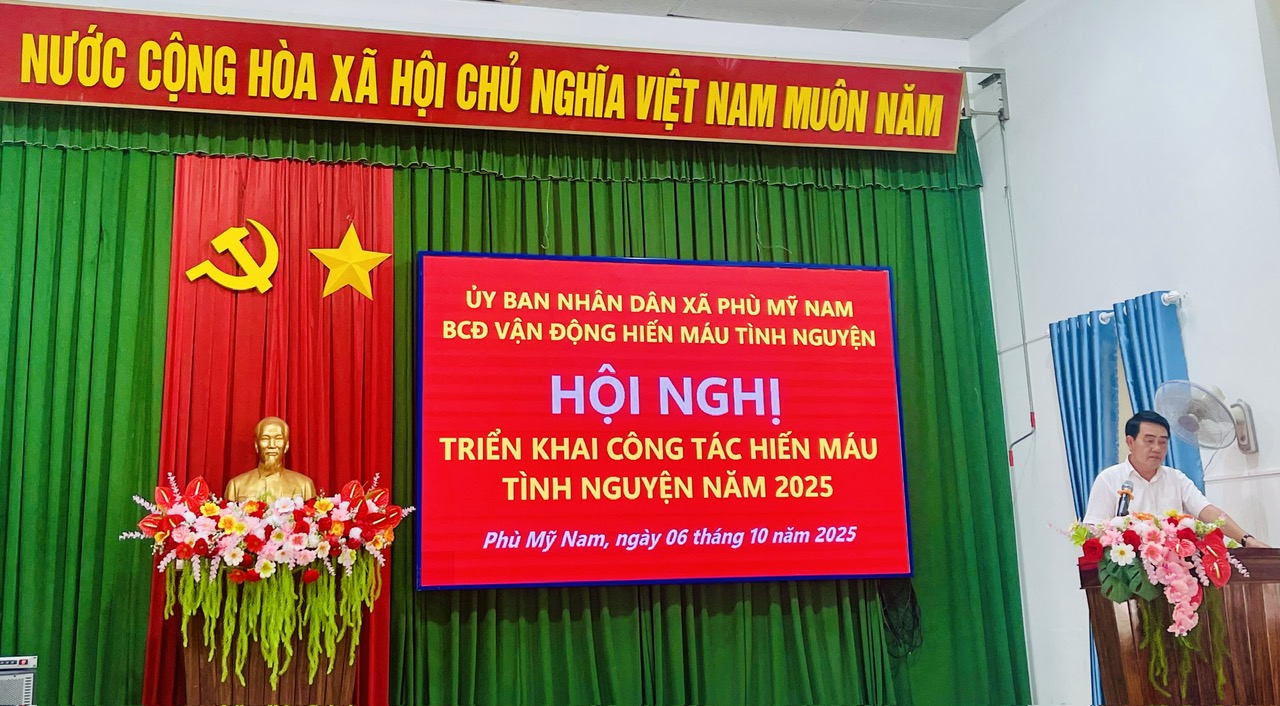 NƯỚC CỘNG HÒA XÃ HỘI CHỦ NGHĨA VIỆT NAM MUÔN NĂM
ỦY BAN NHÂN DÂN XÃ PHÙ MỸ NAM
BCĐ VẬN ĐỘNG HIẾN MÁU TÌNH NGUYỆN
HỘI NGHỊ
TRIỂN KHAI CÔNG TÁC HIẾN MÁU
TÌNH NGUYỆN NĂM 2025
Phù Mỹ Nam, ngày 06 tháng 10 năm 2025